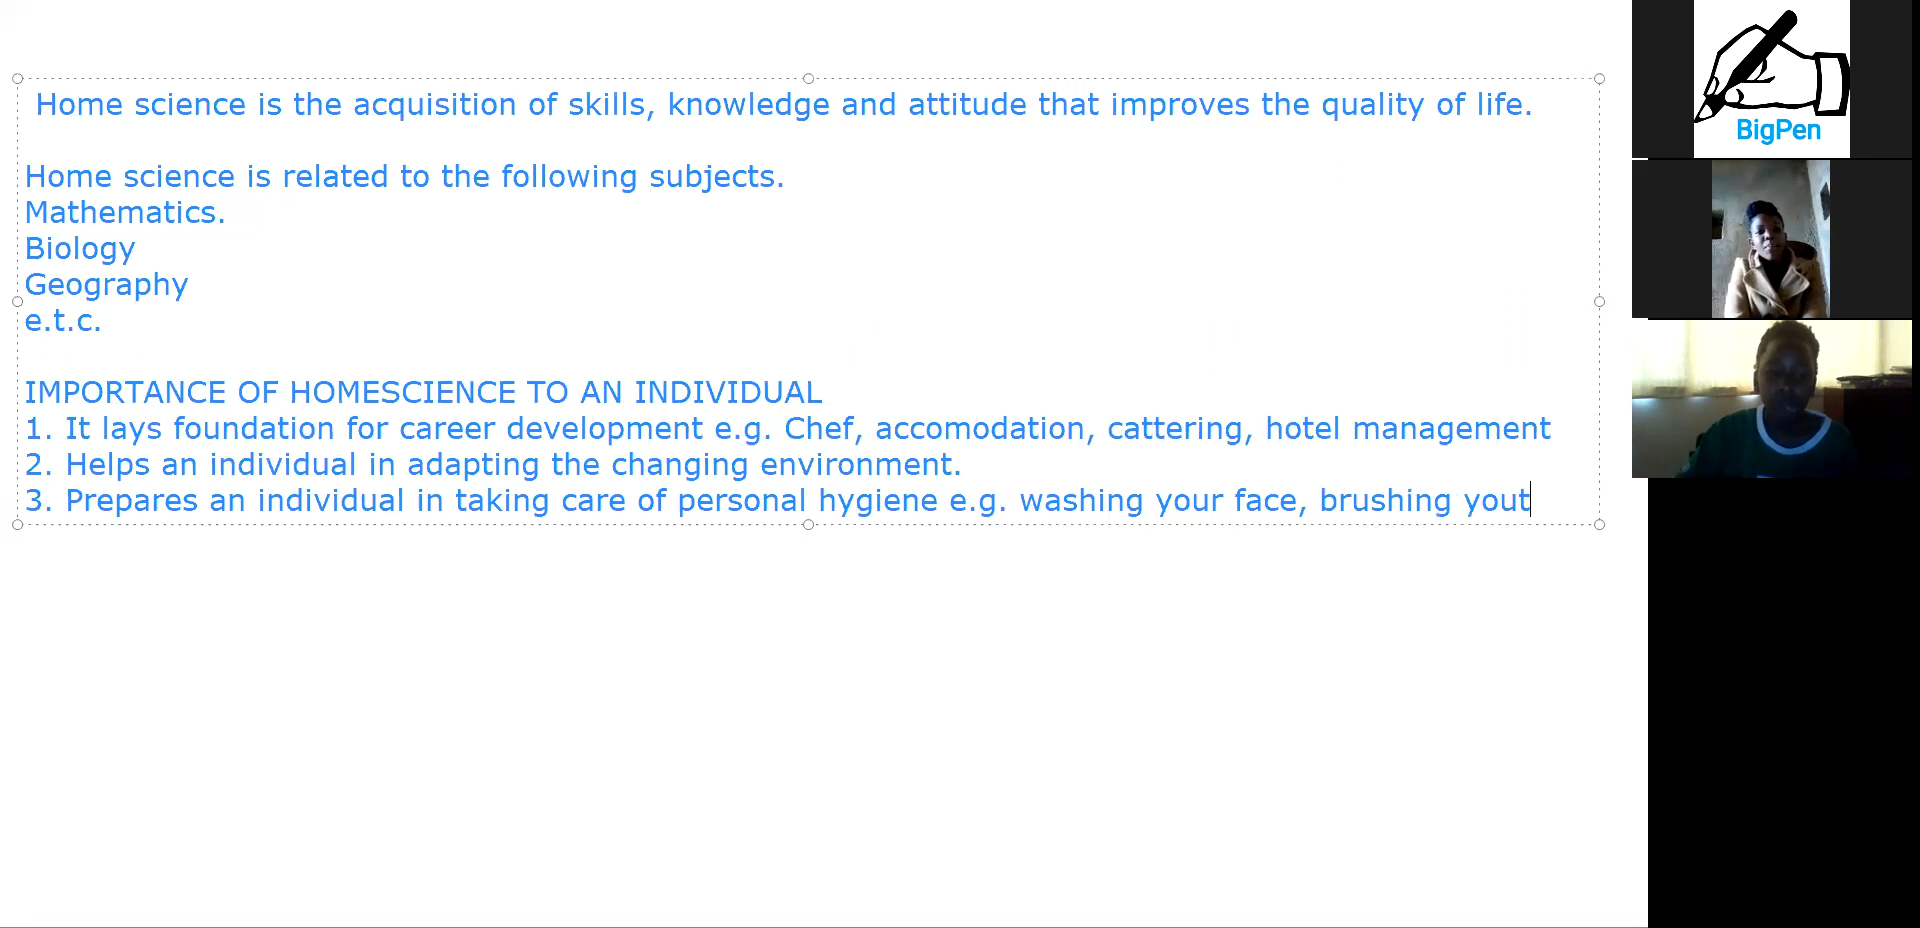 Home science is the acquisition of skills, knowledge and attitude that improves the quality of life.
Home science is related to the following subjects.
Mathematics.
Biology
Geography
e.t.c.
IMPORTANCE OF HOMESCIENCE TO AN INDIVIDUAL
1. It lays foundation for career development e.g. Chef, accomodation, cattering, hotel management
2. Helps an individual in adapting the changing environment.
3. Prepares an individual in taking care of personal hygiene e.g. washing your face, brushing yout
BigPen